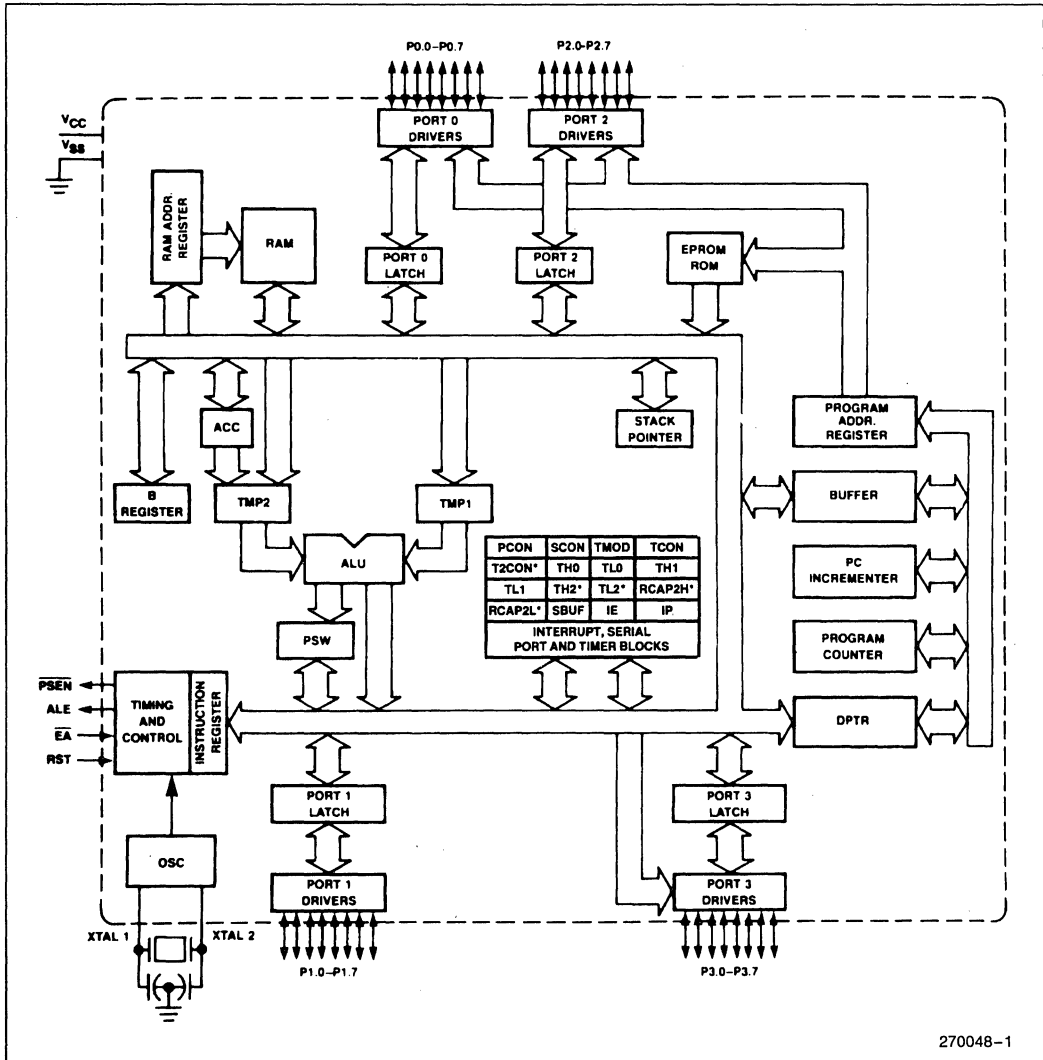 P0.0–P0.7
P2.0–P2.7
VCC
VSS
PORT 0
DRIVERS
PORT 2
DRIVERS
RAM ADDR.
REGISTER
RAM
PORT 0
LATCH
PORT 2
LATCH
EPROM
ROM
ACC
STACK
POINTER
PROGRAM
ADDR.
REGISTER
B
REGISTER
TMP2
TMP1
BUFFER
ALU
PCON SCON TMOD TCON
T2CON* TH0 TL0 TH1
TL1 TH2* TL2* RCAP2H*
RCAP2L* SBUF IE IP
INTERRUPT, SERIAL
PORT AND TIMER BLOCKS
PC
INCREMENTER
PSW
PROGRAM
COUNTER
PSEN
ALE
EA
RST
TIMING
AND
CONTROL
INSTRUCTION
REGISTER
DPTR
PORT 1
LATCH
PORT 3
LATCH
OSC
PORT 1
DRIVERS
PORT 3
DRIVERS
XTAL 1
XTAL 2
P1.0–P1.7
P3.0–P3.7
270048–1